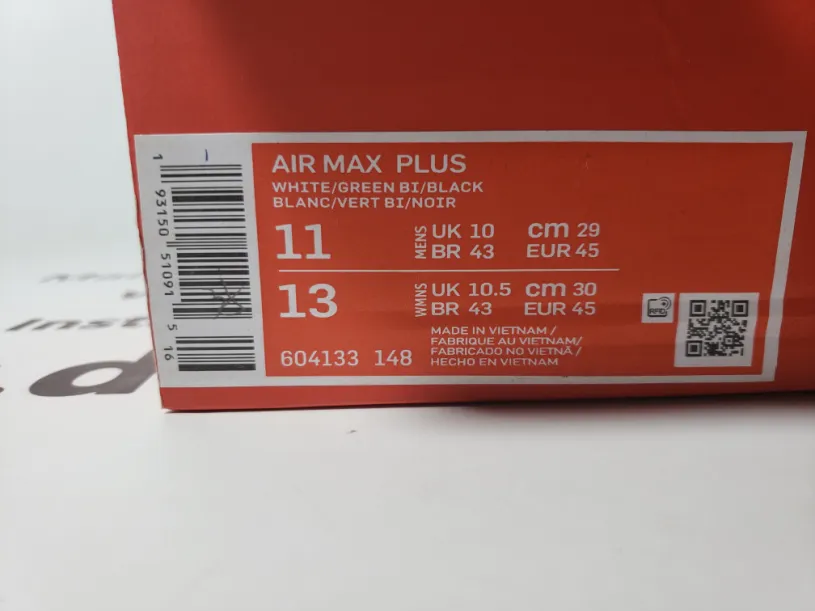 AIR MAX PLUS
WHITE/GREEN BI/BLACK
BLANC/VERT BI/NOIR
11
MENS
UK 10 cm 29
BR 43 EUR 45
13
WMNS
UK 10.5 cm 30
BR 43 EUR 45
604133 148
MADE IN VIETNAM /
FABRIQUE AU VIETNAM/
FABRICADO NO VIETNÃ /
HECHO EN VIETNAM
RFID
1 93150 51091 5 16
Inst
d